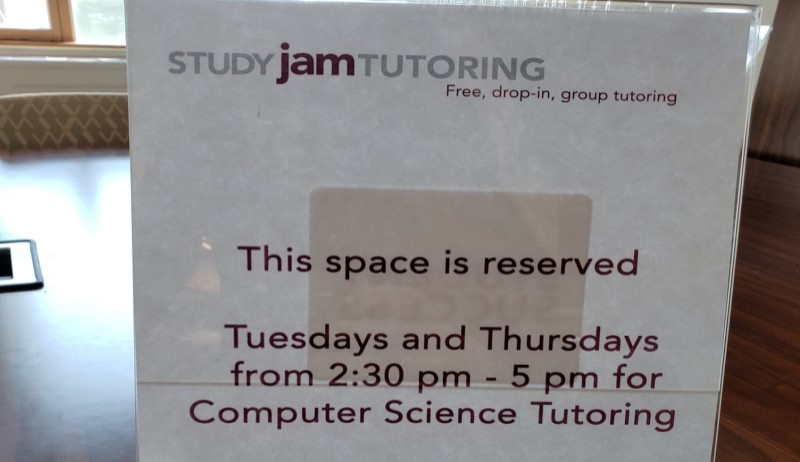 STUDY jam TUTORING
Free, drop-in, group tutoring
This space is reserved
Tuesdays and Thursdays
from 2:30 pm - 5 pm for
Computer Science Tutoring